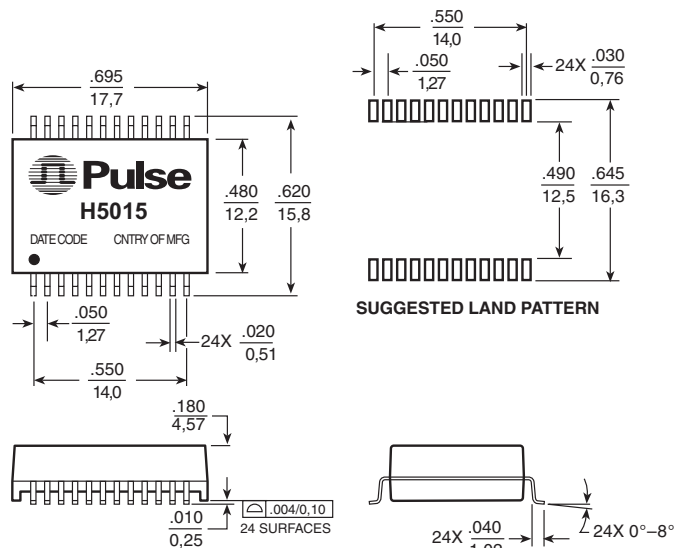 .695
17,7
Pulse
H5015
DATE CODE CNTRY OF MFG
.480
12,2
.620
15,8
.050
1,27
24X .020
0,51
.550
14,0
.550
14,0
.050
1,27
24X .030
0,76
.490
12,5
.645
16,3
SUGGESTED LAND PATTERN
.180
4,57
.010
0,25
.004/0,10
24 SURFACES
24X .040
24X 0°–8°